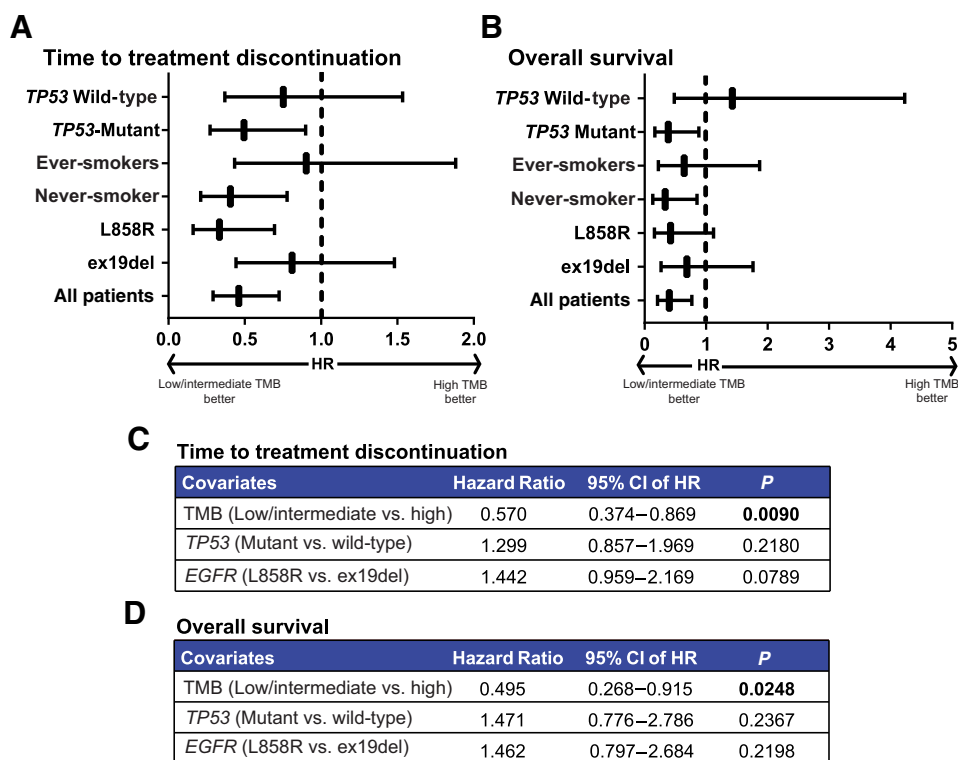 A
Time to treatment discontinuation
TP53 Wild-type
TP53-Mutant
Ever-smokers
Never-smoker
L858R
ex19del
All patients
0.0 0.5 1.0 1.5 2.0
HR
Low/intermediate TMB
better
High TMB
better
B
Overall survival
TP53 Wild-type
TP53 Mutant
Ever-smokers
Never-smoker
L858R
ex19del
All patients
0 1 2 3 4 5
HR
Low/intermediate TMB
better
High TMB
better
C
Time to treatment discontinuation
Covariates Hazard Ratio 95% CI of HR P
TMB (Low/intermediate vs. high) 0.570 0.374–0.869 0.0090
TP53 (Mutant vs. wild-type) 1.299 0.857–1.969 0.2180
EGFR (L858R vs. ex19del) 1.442 0.959–2.169 0.0789
D
Overall survival
Covariates Hazard Ratio 95% CI of HR P
TMB (Low/intermediate vs. high) 0.495 0.268–0.915 0.0248
TP53 (Mutant vs. wild-type) 1.471 0.776–2.786 0.2367
EGFR (L858R vs. ex19del) 1.462 0.797–2.684 0.2198